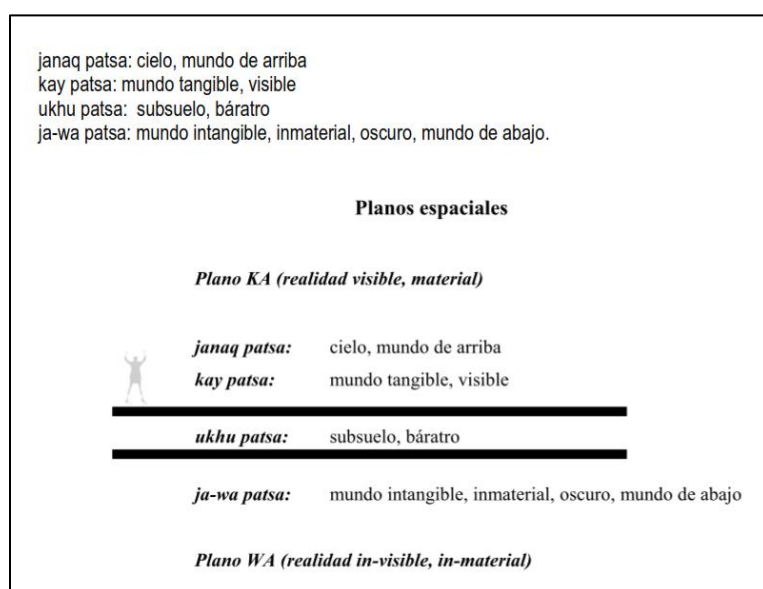 janaq patsa: cielo, mundo de arriba
kay patsa: mundo tangible, visible
ukhu patsa: subsuelo, báratro
ja-wa patsa: mundo intangible, inmaterial, oscuro, mundo de abajo.
Planos espaciales
Plano KA (realidad visible, material)
janaq patsa: cielo, mundo de arriba
kay patsa: mundo tangible, visible
ukhu patsa: subsuelo, báratro
ja-wa patsa: mundo intangible, inmaterial, oscuro, mundo de abajo
Plano WA (realidad in-visible, in-material)